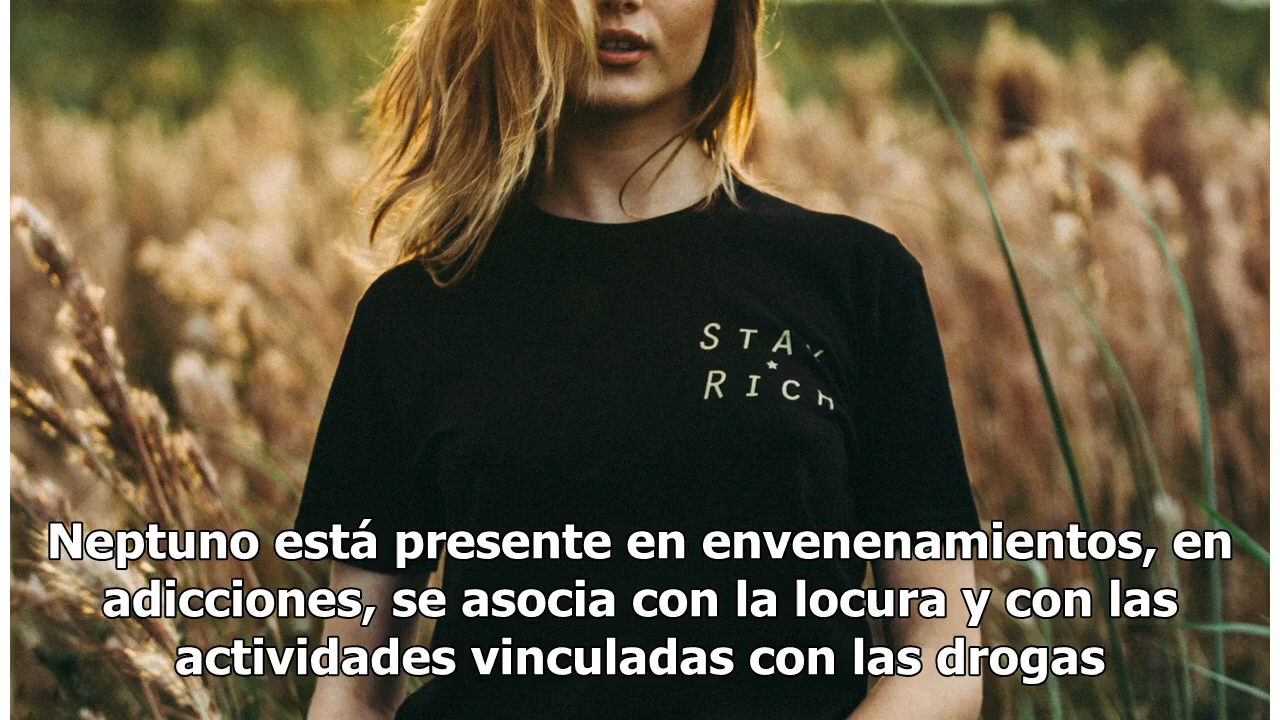 STAY
RICH
Neptuno está presente en envenenamientos, en
adicciones, se asocia con la locura y con las
actividades vinculadas con las drogas